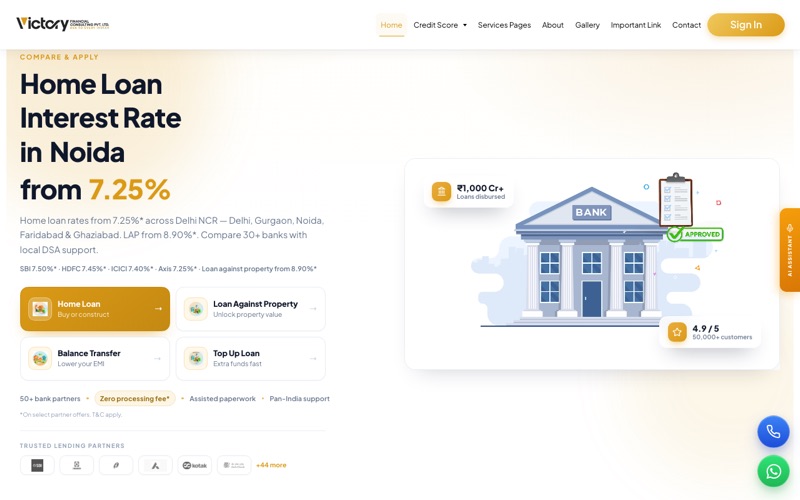 Victory FINANCIAL CONSULTING PVT. LTD.
Home
Credit Score
Services Pages
About
Gallery
Important Link
Contact
Sign In
COMPARE & APPLY
Home Loan
Interest Rate
in Noida
from 7.25%
Home loan rates from 7.25%* across Delhi NCR — Delhi, Gurgaon, Noida,
Faridabad & Ghaziabad. LAP from 8.90%*. Compare 30+ banks with
local DSA support.
SBI 7.50%* · HDFC 7.45%* · ICICI 7.40%* · Axis 7.25%* · Loan against property from 8.90%*
Home Loan
Buy or construct
Loan Against Property
Unlock property value
Balance Transfer
Lower your EMI
Top Up Loan
Extra funds fast
50+ bank partners • Zero processing fee* • Assisted paperwork • Pan-India support
*On select partner offers. T&C apply.
TRUSTED LENDING PARTNERS
kotak
+44 more
₹1,000 Cr+
Loans disbursed
BANK
APPROVED
4.9 / 5
50,000+ customers
AI ASSISTANT